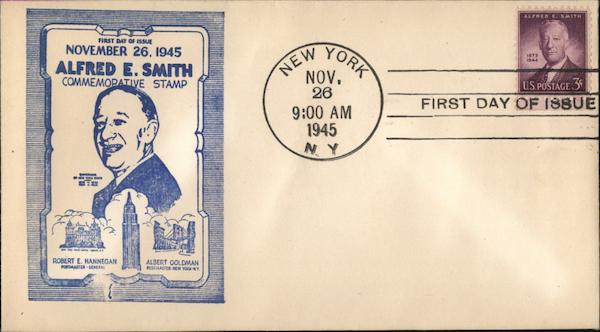 FIRST DAY OF ISSUE
NOVEMBER 26, 1945
ALFRED E. SMITH
COMMEMORATIVE STAMP
ROBERT E. HANNEGAN
POSTMASTER - GENERAL
ALBERT GOLDMAN
POSTMASTER NEW YORK N.Y.
NEW YORK
NOV.
26
9:00 AM
1945
N Y
ALFRED E. SMITH
1873
1944
U.S. POSTAGE 3¢
FIRST DAY OF ISSUE